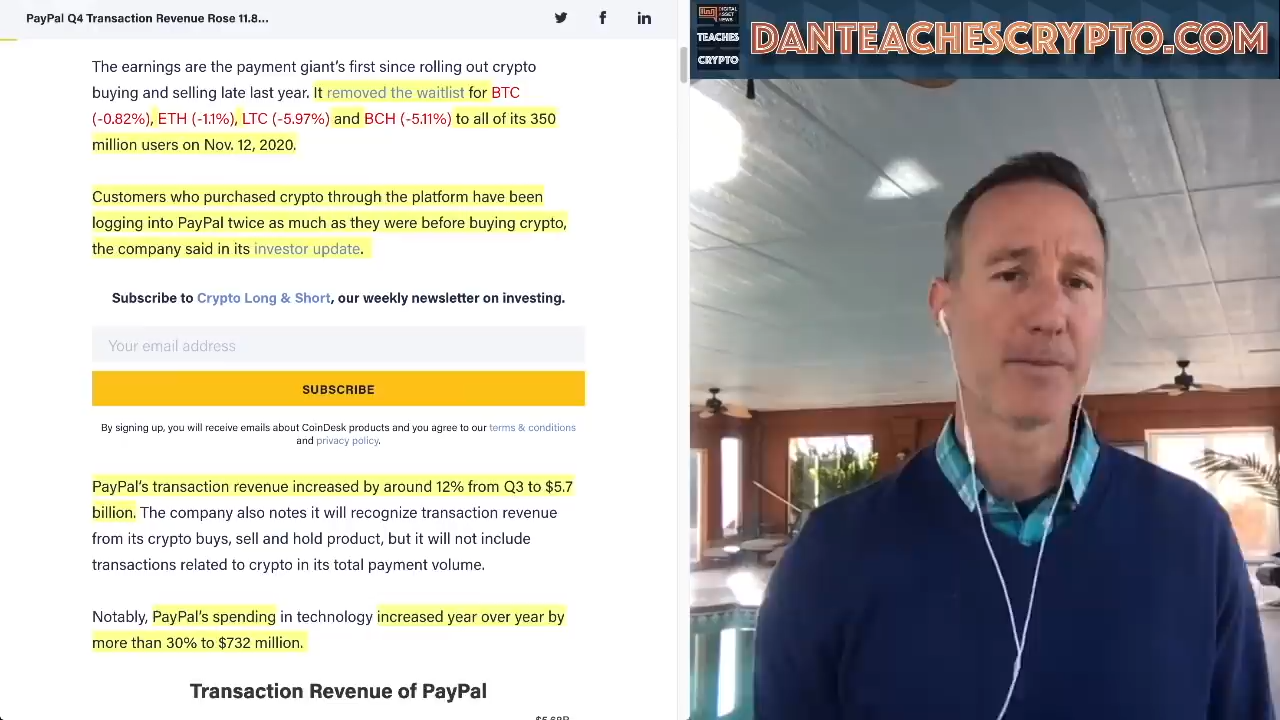 PayPal Q4 Transaction Revenue Rose 11.8...
The earnings are the payment giant's first since rolling out crypto
buying and selling late last year. It removed the waitlist for BTC
(-0.82%), ETH (-1.1%), LTC (-5.97%) and BCH (-5.11%) to all of its 350
million users on Nov. 12, 2020.
Customers who purchased crypto through the platform have been
logging into PayPal twice as much as they were before buying crypto,
the company said in its investor update.
Subscribe to Crypto Long & Short, our weekly newsletter on investing.
Your email address
SUBSCRIBE
By signing up, you will receive emails about CoinDesk products and you agree to our terms & conditions
and privacy policy.
PayPal's transaction revenue increased by around 12% from Q3 to $5.7
billion. The company also notes it will recognize transaction revenue
from its crypto buys, sell and hold product, but it will not include
transactions related to crypto in its total payment volume.
Notably, PayPal's spending in technology increased year over year by
more than 30% to $732 million.
Transaction Revenue of PayPal
DIGITAL
ASSET
NEWS
TEACHES
CRYPTO
DANTEACHESCRYPTO.COM